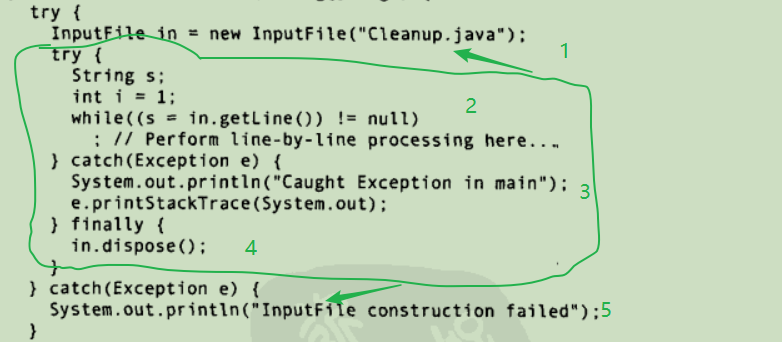 try {
InputFile in = new InputFile("Cleanup.java");
1
try {
String s;
int i = 1;
2
while((s = in.getLine()) != null)
; // Perform line-by-line processing here...
} catch(Exception e) {
System.out.println("Caught Exception in main");
3
e.printStackTrace(System.out);
} finally {
in.dispose();
4
}
} catch(Exception e) {
System.out.println("InputFile construction failed");5
}